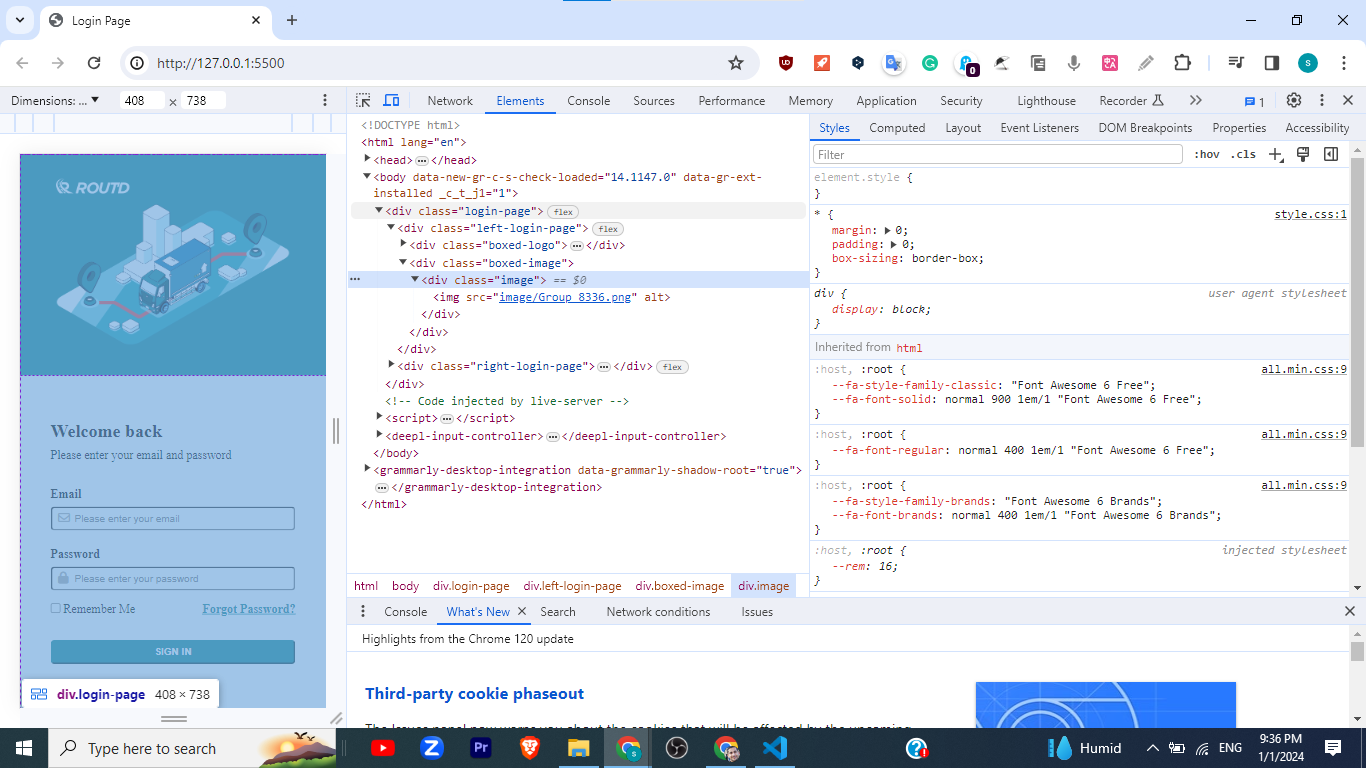 Login Page
http://127.0.0.1:5500
0
Dimensions: ... 408 × 738
Network Elements Console Sources Performance Memory Application Security Lighthouse Recorder 1
ROUTD
Welcome back
Please enter your email and password
Email
Please enter your email
Password
Please enter your password
Remember Me Forgot Password?
SIGN IN
div.login-page 408 × 738
<!DOCTYPE html>
<html lang="en">
<head> ... </head>
<body data-new-gr-c-s-check-loaded="14.1147.0" data-gr-ext-
installed _c_t_j1="1">
<div class="login-page"> flex
<div class="left-login-page"> flex
<div class="boxed-logo"> ... </div>
<div class="boxed-image">
... <div class="image"> == $0
<img src="image/Group 8336.png" alt>
</div>
</div>
</div>
<div class="right-login-page"> ... </div> flex
</div>
<!-- Code injected by live-server -->
<script> ... </script>
<deepl-input-controller> ... </deepl-input-controller>
</body>
<grammarly-desktop-integration data-grammarly-shadow-root="true">
... </grammarly-desktop-integration>
</html>
html body div.login-page div.left-login-page div.boxed-image div.image
Styles Computed Layout Event Listeners DOM Breakpoints Properties Accessibility
Filter :hov .cls
element.style {
}
* { style.css:1
margin: 0;
padding: 0;
box-sizing: border-box;
}
div { user agent stylesheet
display: block;
}
Inherited from html
:host, :root { all.min.css:9
--fa-style-family-classic: "Font Awesome 6 Free";
--fa-font-solid: normal 900 1em/1 "Font Awesome 6 Free";
}
:host, :root { all.min.css:9
--fa-font-regular: normal 400 1em/1 "Font Awesome 6 Free";
}
:host, :root { all.min.css:9
--fa-style-family-brands: "Font Awesome 6 Brands";
--fa-font-brands: normal 400 1em/1 "Font Awesome 6 Brands";
}
:host, :root { injected stylesheet
--rem: 16;
}
Console What's New Search Network conditions Issues
Highlights from the Chrome 120 update
Third-party cookie phaseout
Type here to search
Humid
ENG
9:36 PM
1/1/2024